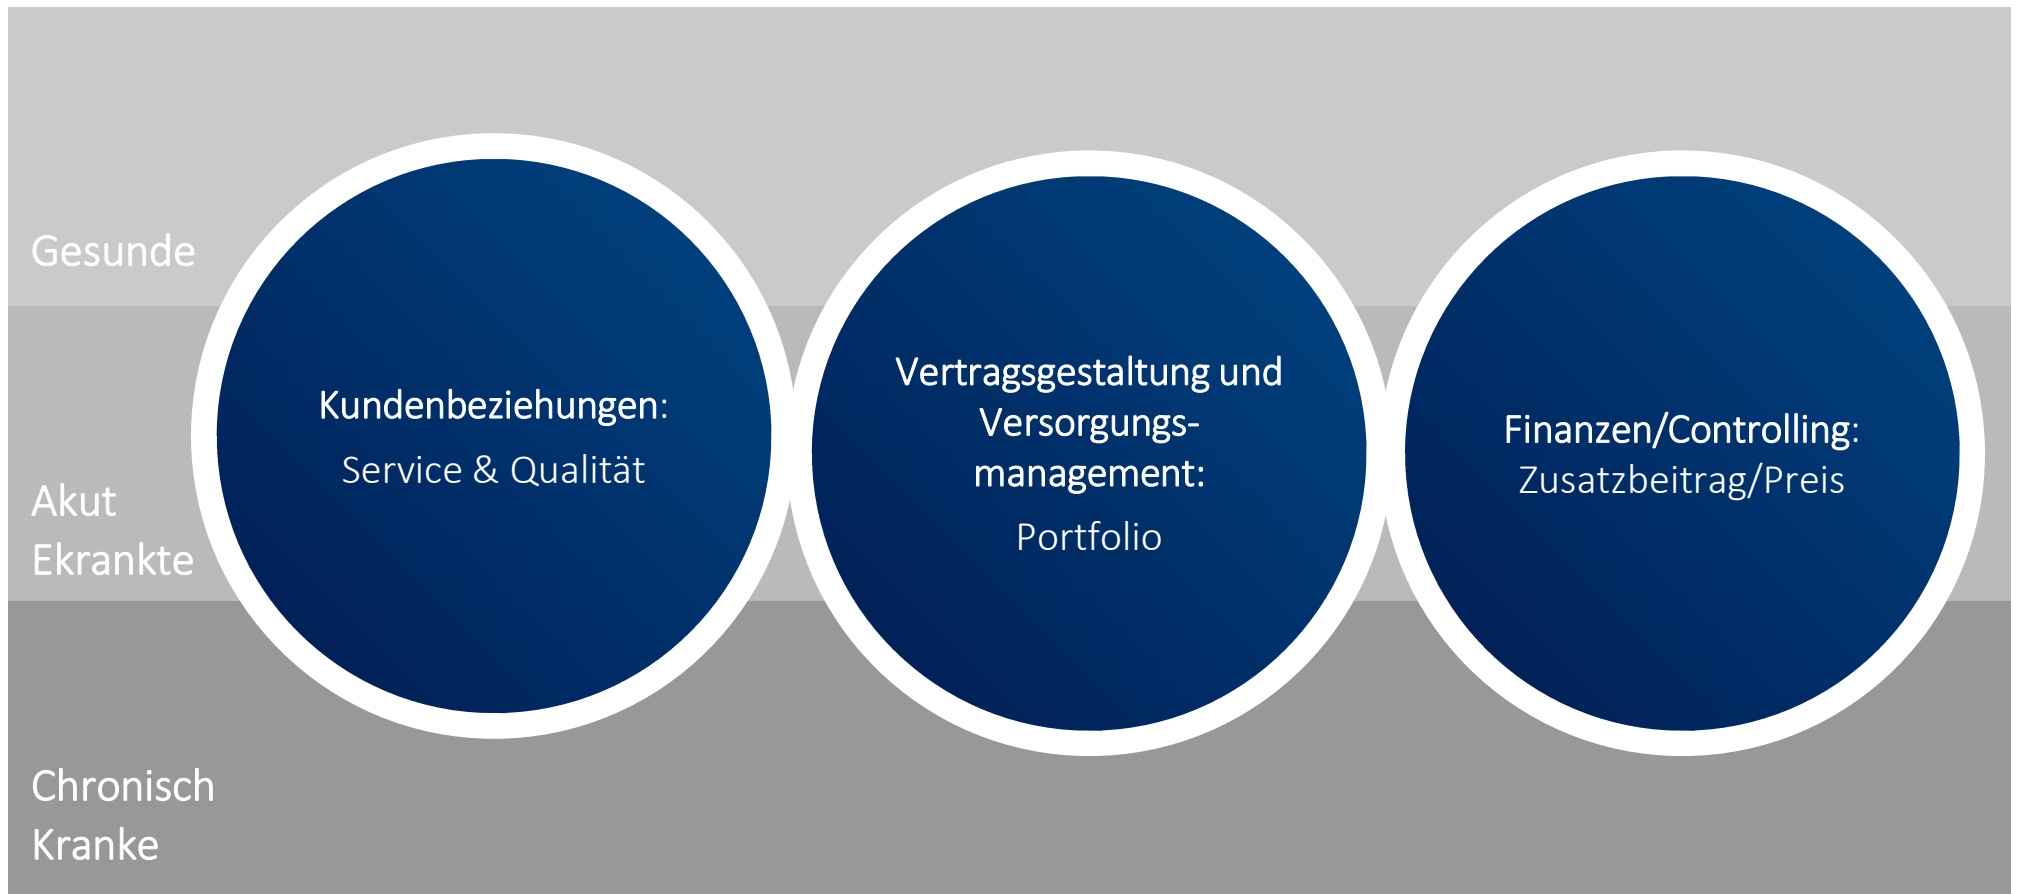 Gesunde
Akut
Ekrankte
Chronisch
Kranke
Kundenbeziehungen:
Service & Qualität
Vertragsgestaltung und
Versorgungs-
management:
Portfolio
Finanzen/Controlling:
Zusatzbeitrag/Preis